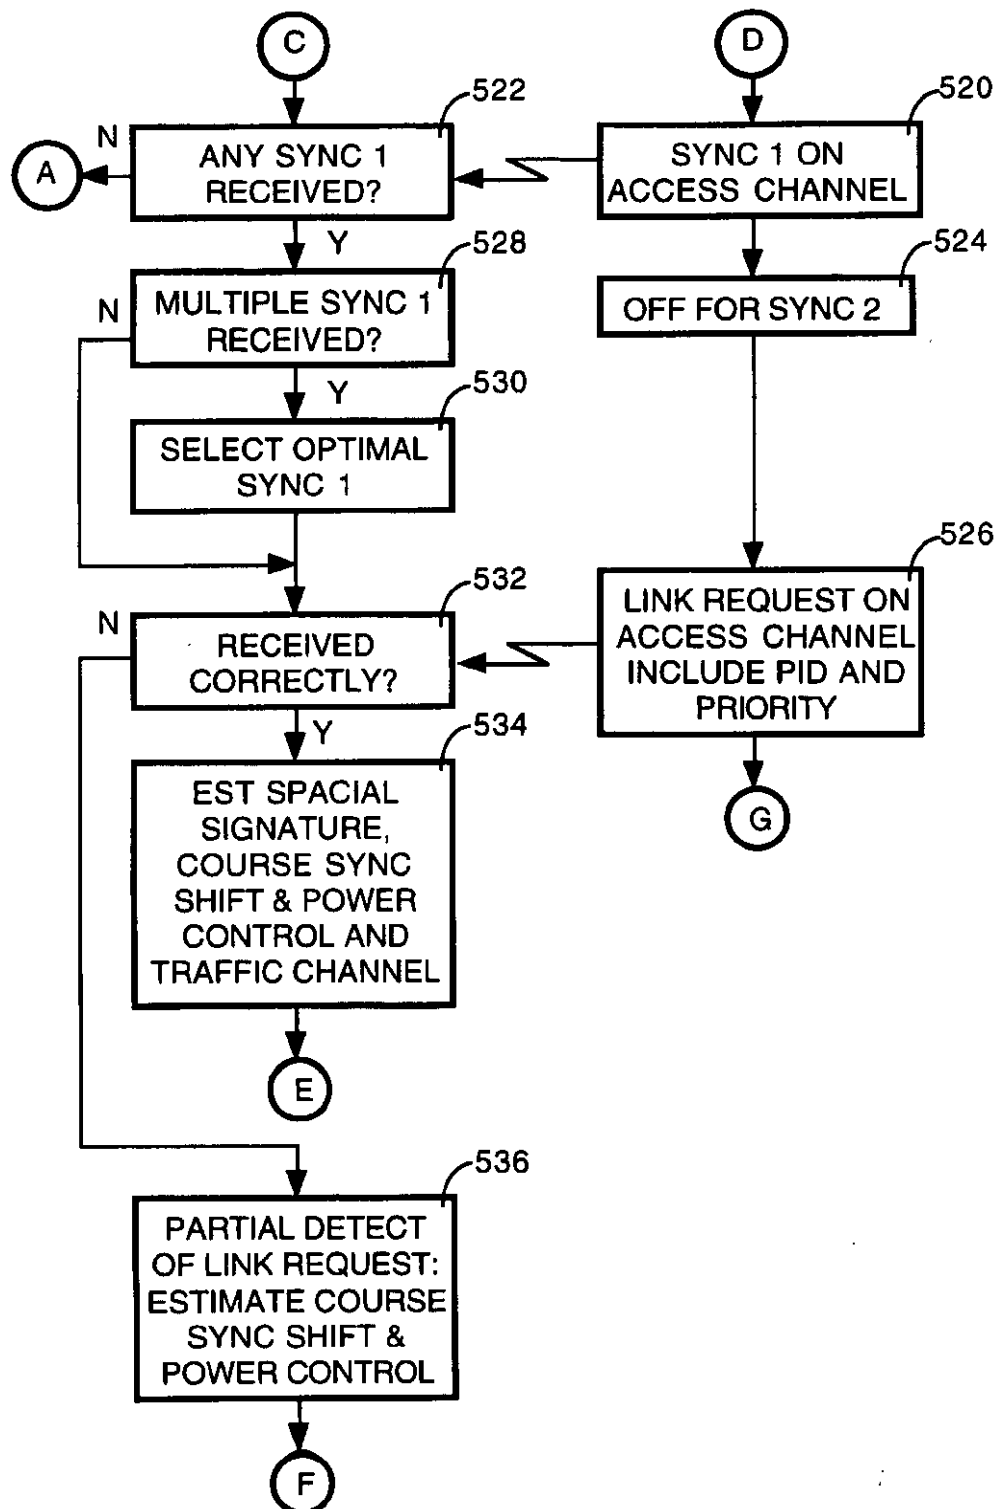 C
D
522
520
N
A
ANY SYNC 1
RECEIVED?
SYNC 1 ON
ACCESS CHANNEL
Y
528
524
N
MULTIPLE SYNC 1
RECEIVED?
OFF FOR SYNC 2
Y
530
SELECT OPTIMAL
SYNC 1
526
532
N
RECEIVED
CORRECTLY?
LINK REQUEST ON
ACCESS CHANNEL
INCLUDE PID AND
PRIORITY
Y
534
EST SPACIAL
SIGNATURE,
COURSE SYNC
SHIFT & POWER
CONTROL AND
TRAFFIC CHANNEL
G
E
536
PARTIAL DETECT
OF LINK REQUEST:
ESTIMATE COURSE
SYNC SHIFT &
POWER CONTROL
F